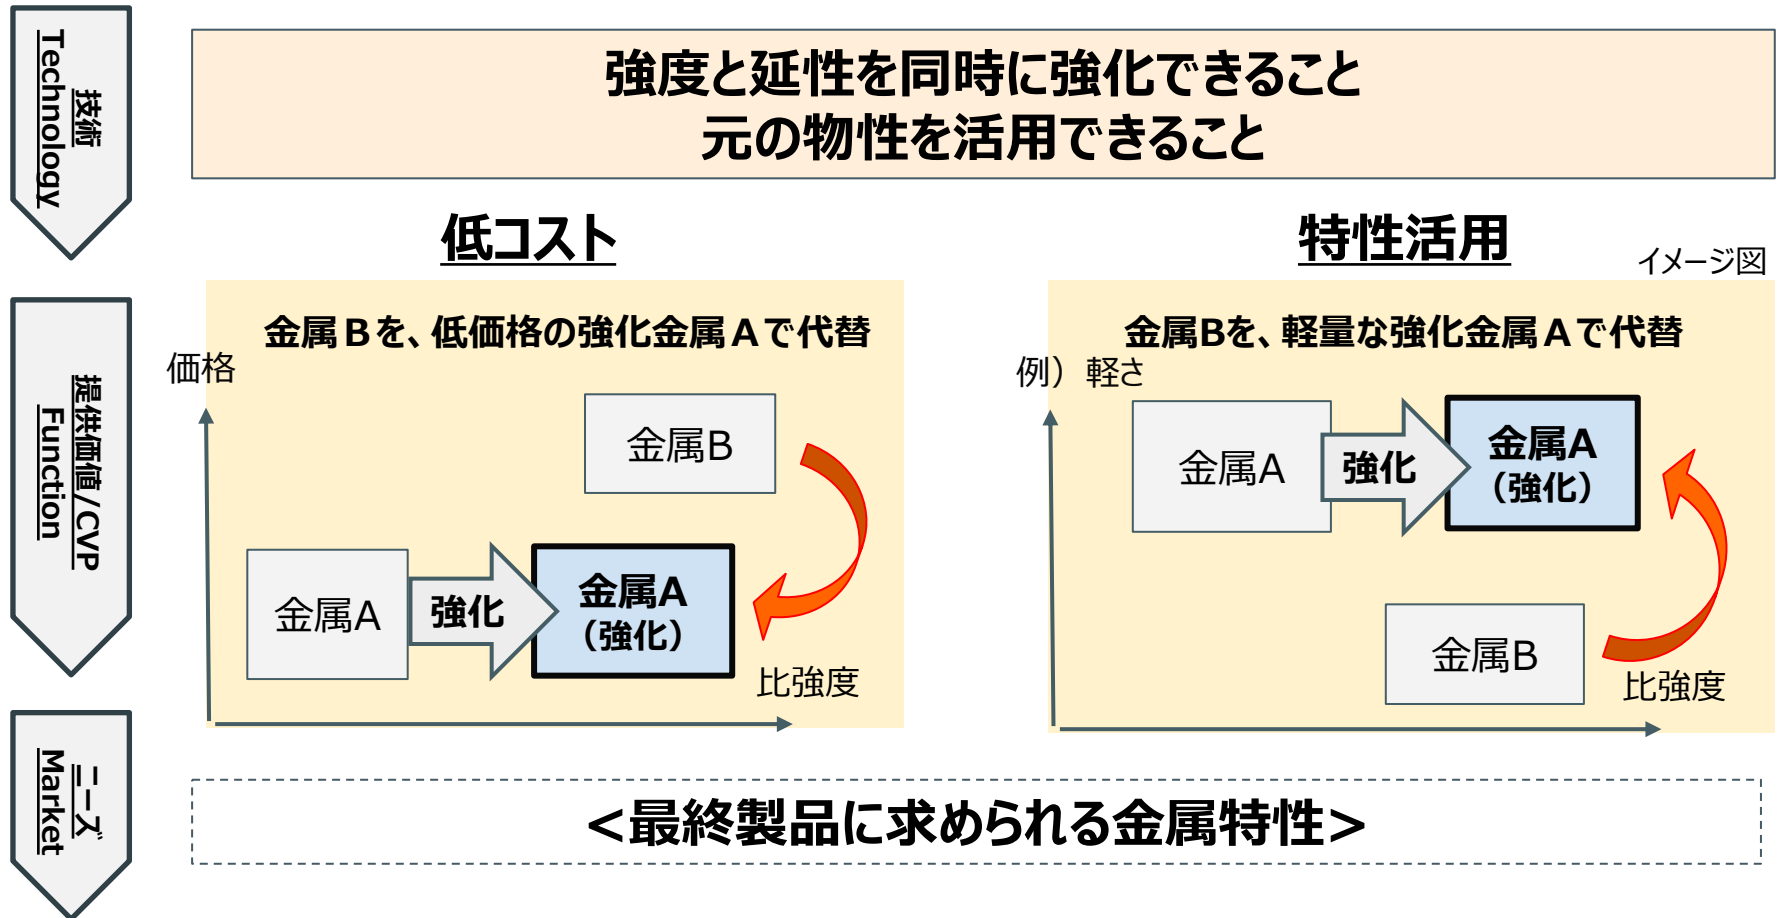 技術
Technology
強度と延性を同時に強化できること
元の物性を活用できること
低コスト
特性活用
イメージ図
提供価値/CVP
Function
金属Bを、低価格の強化金属Aで代替
価格
金属B
金属A
強化
金属A
（強化）
比強度
金属Bを、軽量な強化金属Aで代替
例）軽さ
金属A
強化
金属A
（強化）
金属B
比強度
ニーズ
Market
<最終製品に求められる金属特性>